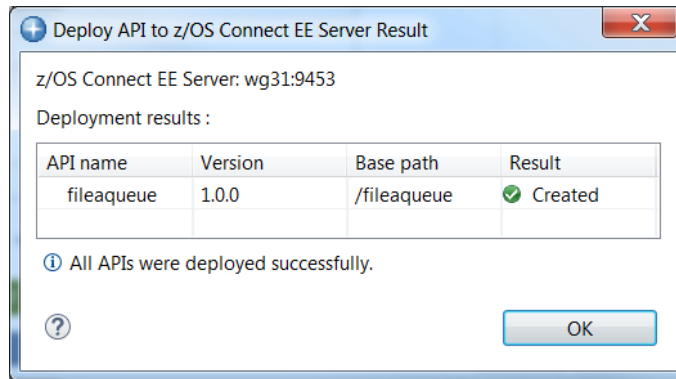 Deploy API to z/OS Connect EE Server Result
z/OS Connect EE Server: wg31:9453
Deployment results :
API name Version Base path Result
fileaqueue 1.0.0 /fileaqueue Created
All APIs were deployed successfully.
OK